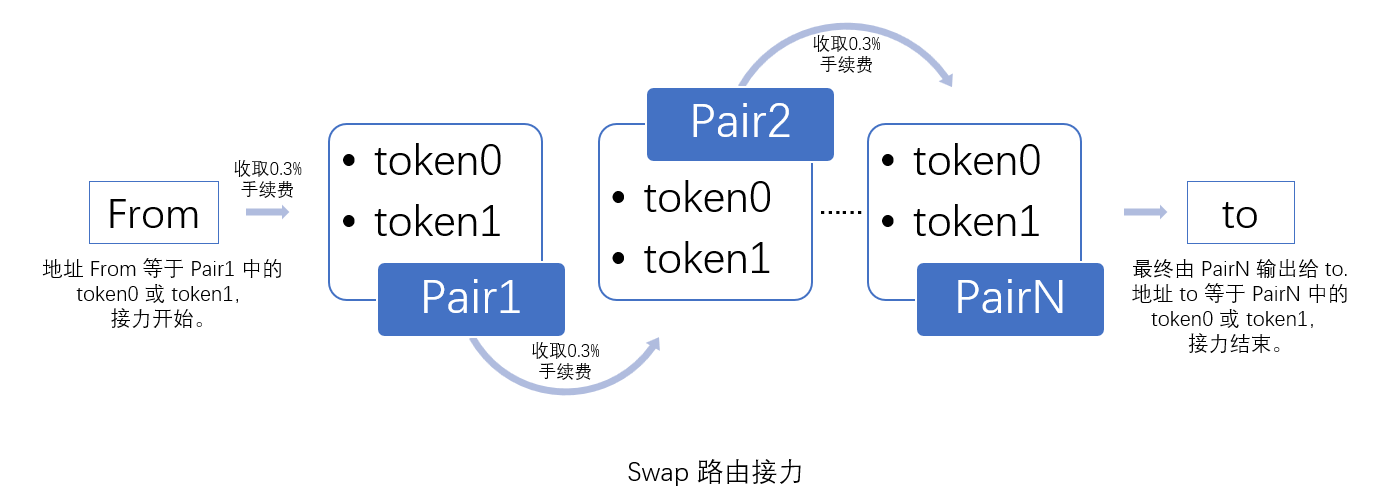 From
地址 From 等于 Pair1 中的
token0 或 token1,
接力开始。
收取0.3%
手续费
• token0
• token1
Pair1
收取0.3%
手续费
Pair2
• token0
• token1
收取0.3%
手续费
......
• token0
• token1
PairN
to
最终由 PairN 输出给 to.
地址 to 等于 PairN 中的
token0 或 token1,
接力结束。
Swap 路由接力